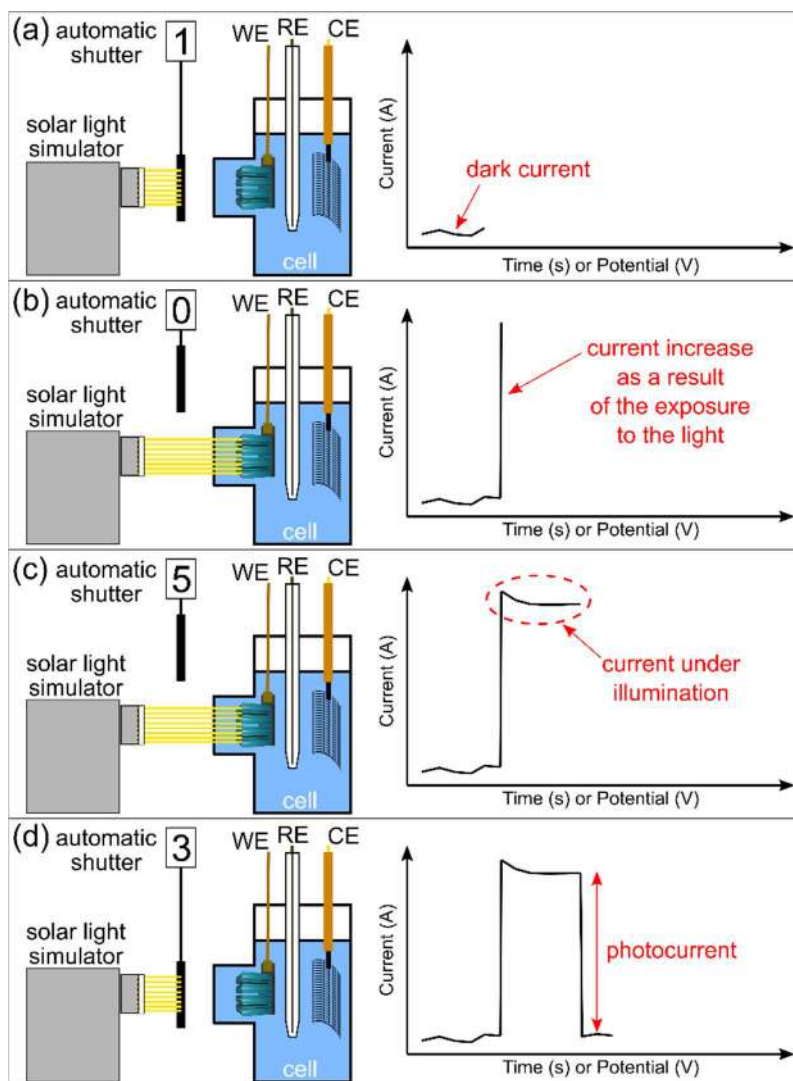 (a) automatic
shutter
1
WE RE CE
solar light
simulator
cell
Current (A)
dark current
Time (s) or Potential (V)
(b) automatic
shutter
0
WE RE CE
solar light
simulator
cell
Current (A)
current increase
as a result
of the exposure
to the light
Time (s) or Potential (V)
(c) automatic
shutter
5
WE RE CE
solar light
simulator
cell
Current (A)
current under
illumination
Time (s) or Potential (V)
(d) automatic
shutter
3
WE RE CE
solar light
simulator
cell
Current (A)
photocurrent
Time (s) or Potential (V)